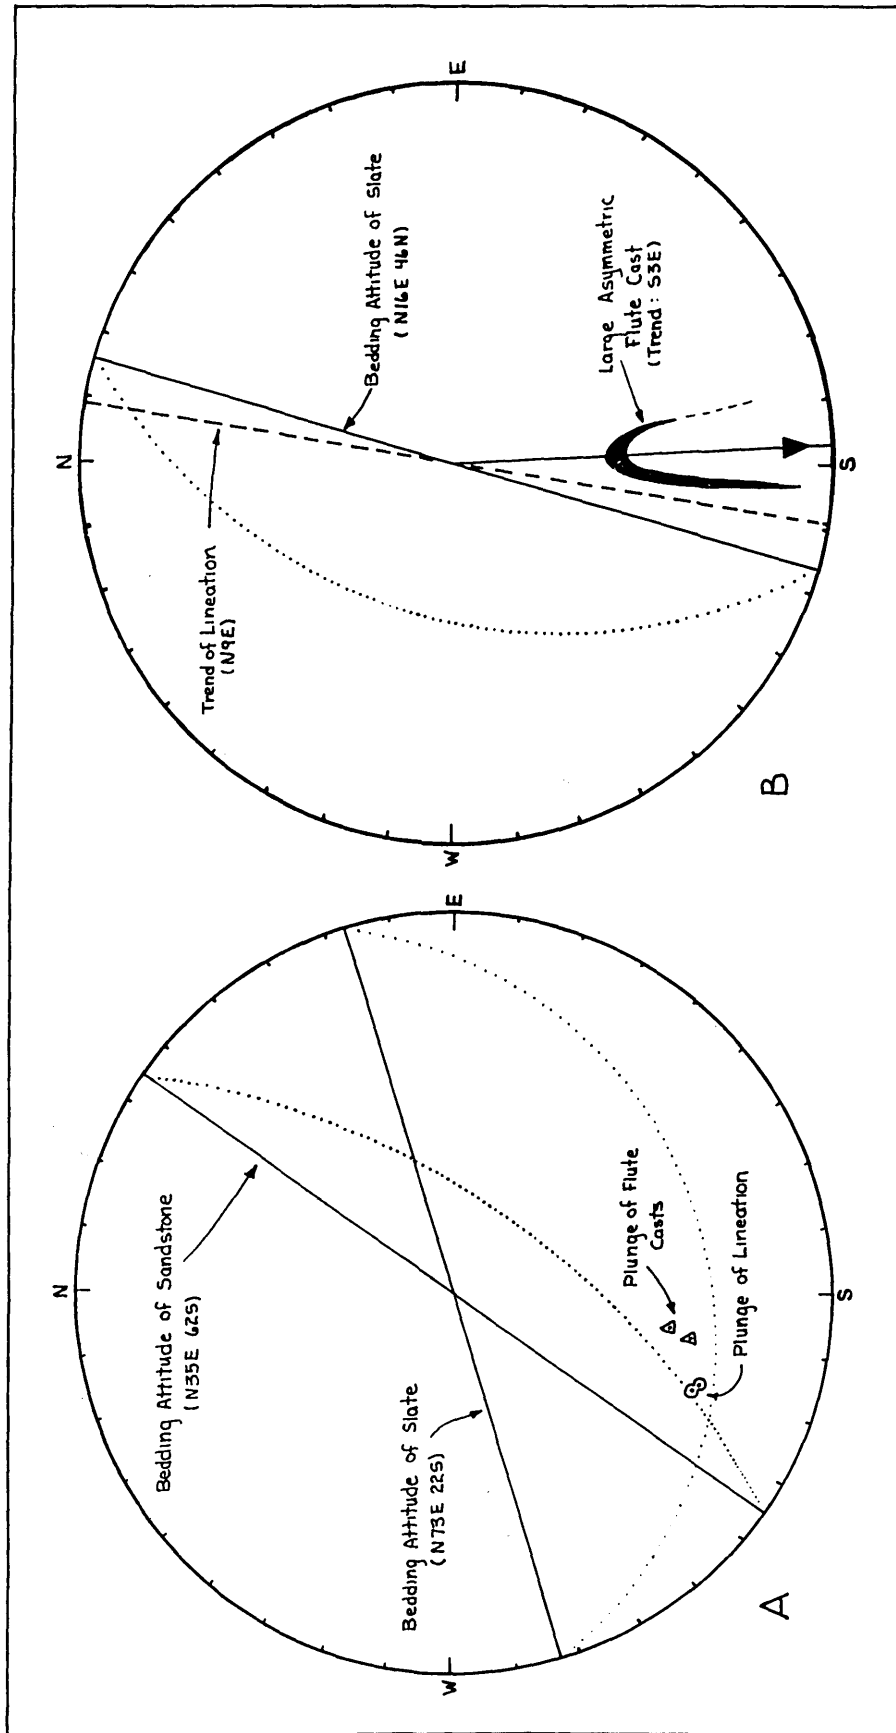 N
E
S
W
Bedding Attitude of Sandstone
(N35E 62S)
Bedding Attitude of Slate
(N73E 22S)
Plunge of Flute
Casts
Plunge of Lineation
A
N
E
S
W
Trend of Lineation
(N9E)
Bedding Attitude of Slate
(N16E 46N)
Large Asymmetric
Flute Cast
(Trend: S3E)
B